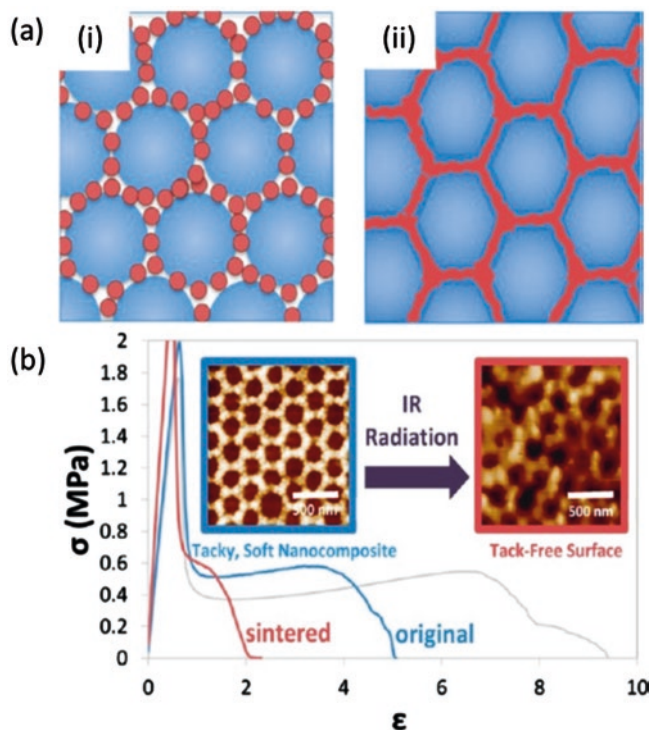 (a)
(i)
(ii)
(b)
2
1.8
1.6
1.4
1.2
1
0.8
0.6
0.4
0.2
0
σ (MPa)
IR
Radiation
500 nm
500 nm
Tacky, Soft Nanocomposite
Tack-Free Surface
sintered
original
0
2
4
6
8
10
ε